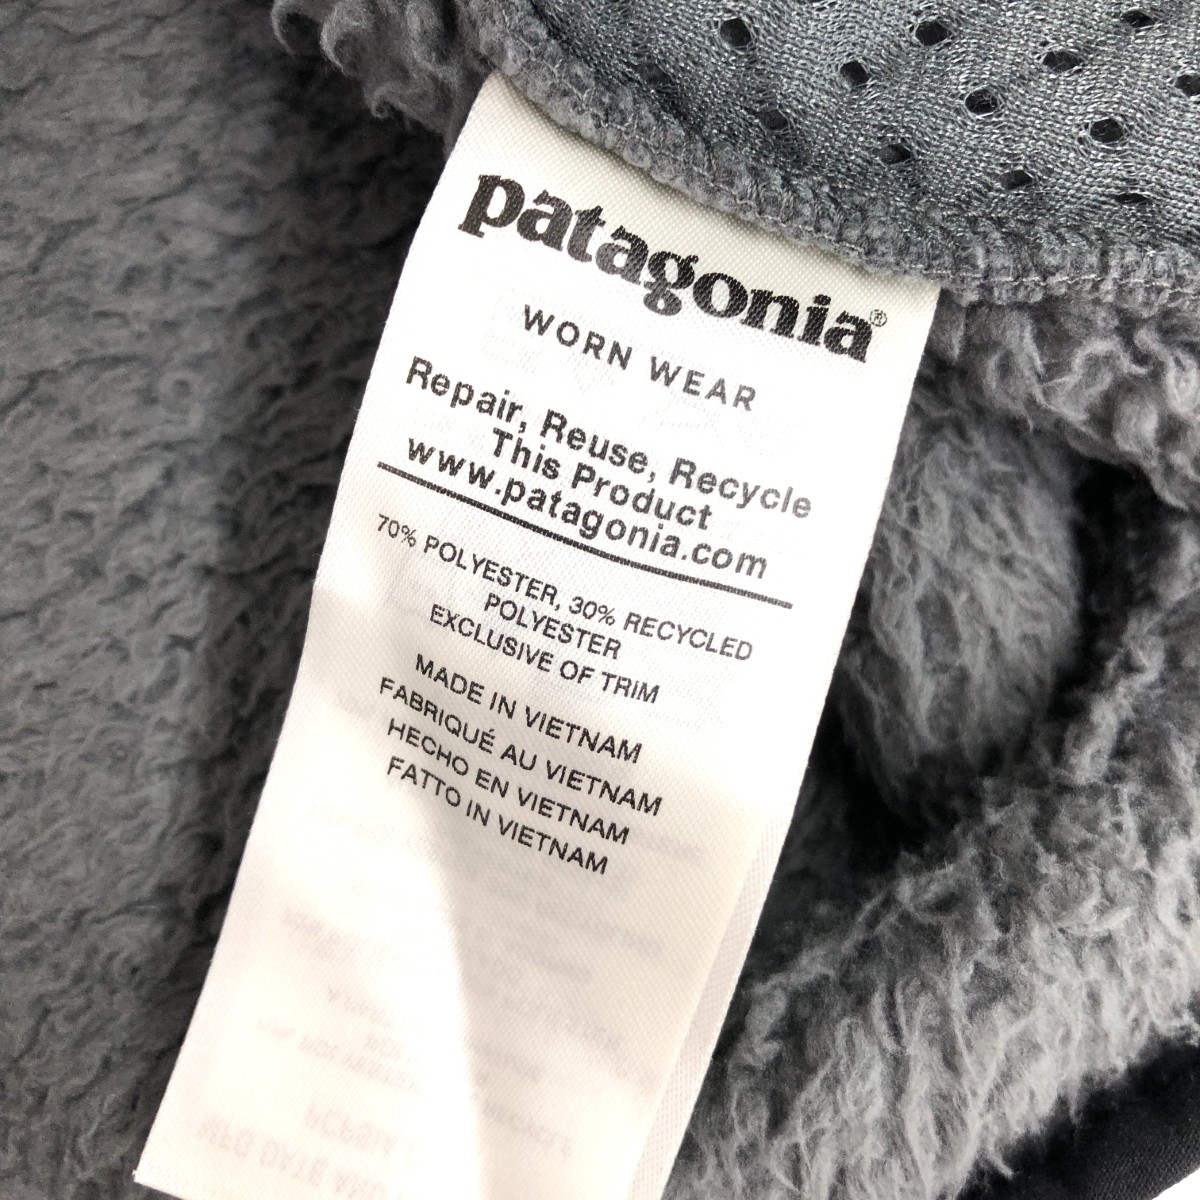 patagonia®
WORN WEAR
Repair, Reuse, Recycle
This Product
www.patagonia.com
70% POLYESTER, 30% RECYCLED
POLYESTER
EXCLUSIVE OF TRIM
MADE IN VIETNAM
FABRIQUÉ AU VIETNAM
HECHO EN VIETNAM
FATTO IN VIETNAM